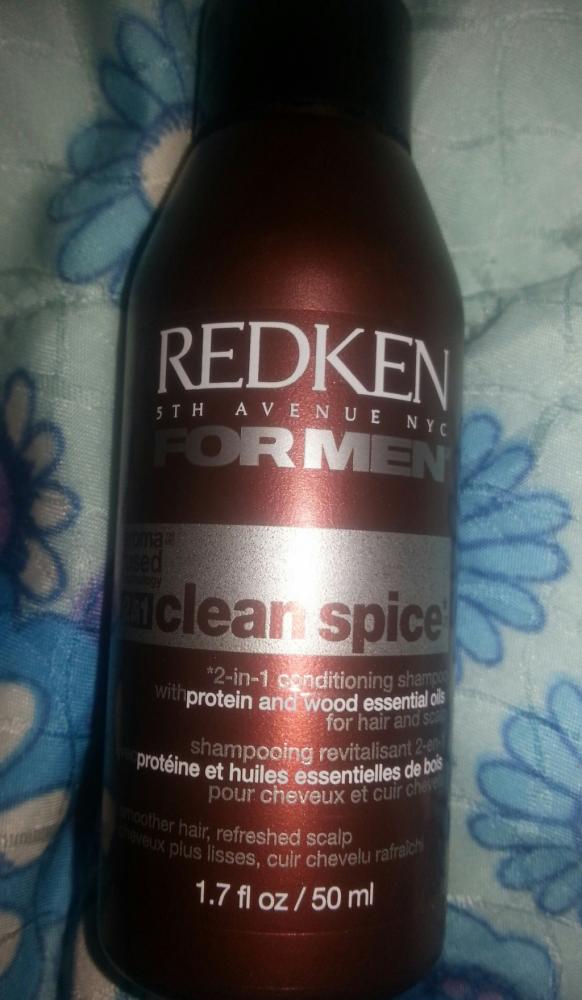 REDKEN
5TH AVENUE NYC
FOR MEN
clean spice*
*2-in-1 conditioning shampoo
with protein and wood essential oils
for hair and scalp
shampooing revitalisant 2-en-1
protéine et huiles essentielles de bois
pour cheveux et cuir chevelu
smoother hair, refreshed scalp
cheveux plus lisses, cuir chevelu rafraîchi
1.7 fl oz / 50 ml